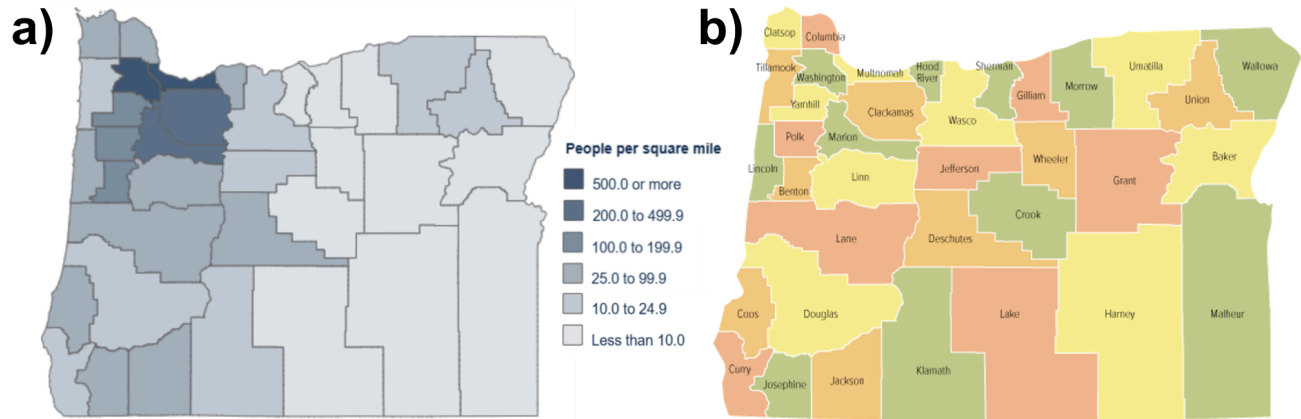 a)
People per square mile
500.0 or more
200.0 to 499.9
100.0 to 199.9
25.0 to 99.9
10.0 to 24.9
Less than 10.0
b)
Clatsop
Columbia
Tillamook
Washington
Multnomah
Hood
River
Sherman
Gilliam
Morrow
Umatilla
Union
Wallowa
Yamhill
Clackamas
Wasco
Polk
Marion
Wheeler
Baker
Lincoln
Benton
Linn
Jefferson
Grant
Crook
Lane
Deschutes
Coos
Douglas
Lake
Harney
Malheur
Curry
Josephine
Jackson
Klamath